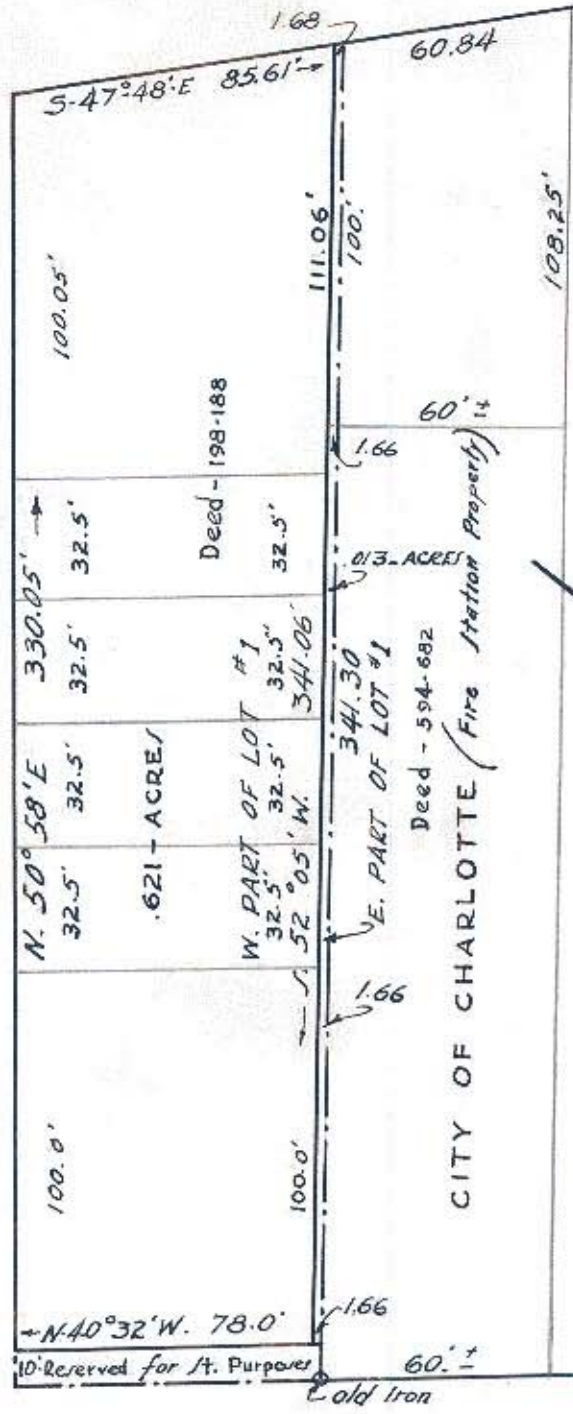 1.68
S-47°48'-E 85.61'
60.84
100.05'
111.06'
100.'
108.25'
60' ±
1.66
330.05'
32.5'
Deed - 198-188
32.5'
.013-ACRES
32.5'
W. PART OF LOT #1
32.5'
341.06'
N. 50° 58' E
32.5'
32.5'
.621-ACRES
32.5'
32.5'
S. 52°05' W.
341.30
E. PART OF LOT #1
Deed - 594-682
CITY OF CHARLOTTE (Fire Station Property)
1.66
100.0'
100.0'
N-40°32'W. 78.0'
1.66
10' Reserved for St. Purposes
60.' ±
old Iron